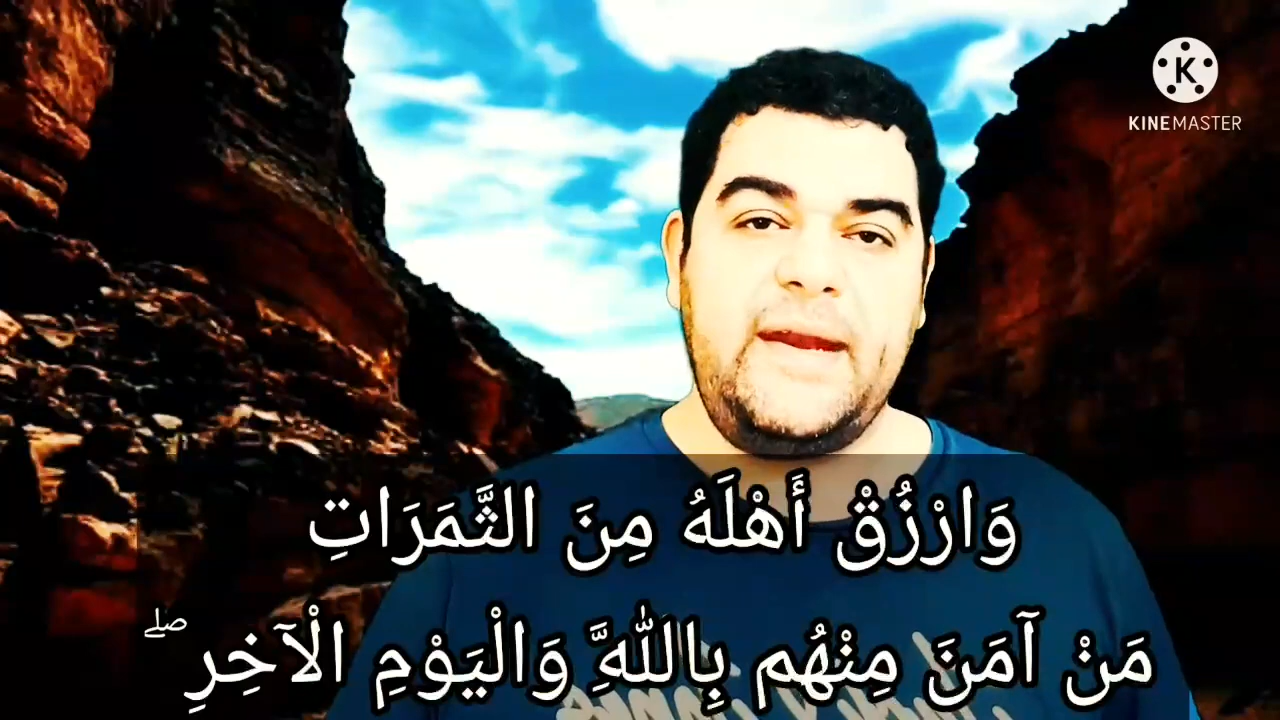 KINEMASTER
وَارْزُقْ أَهْلَهُ مِنَ الثَّمَرَاتِ
مَنْ آمَنَ مِنْهُم بِاللَّهِ وَالْيَوْمِ الْآخِرِ ۖ